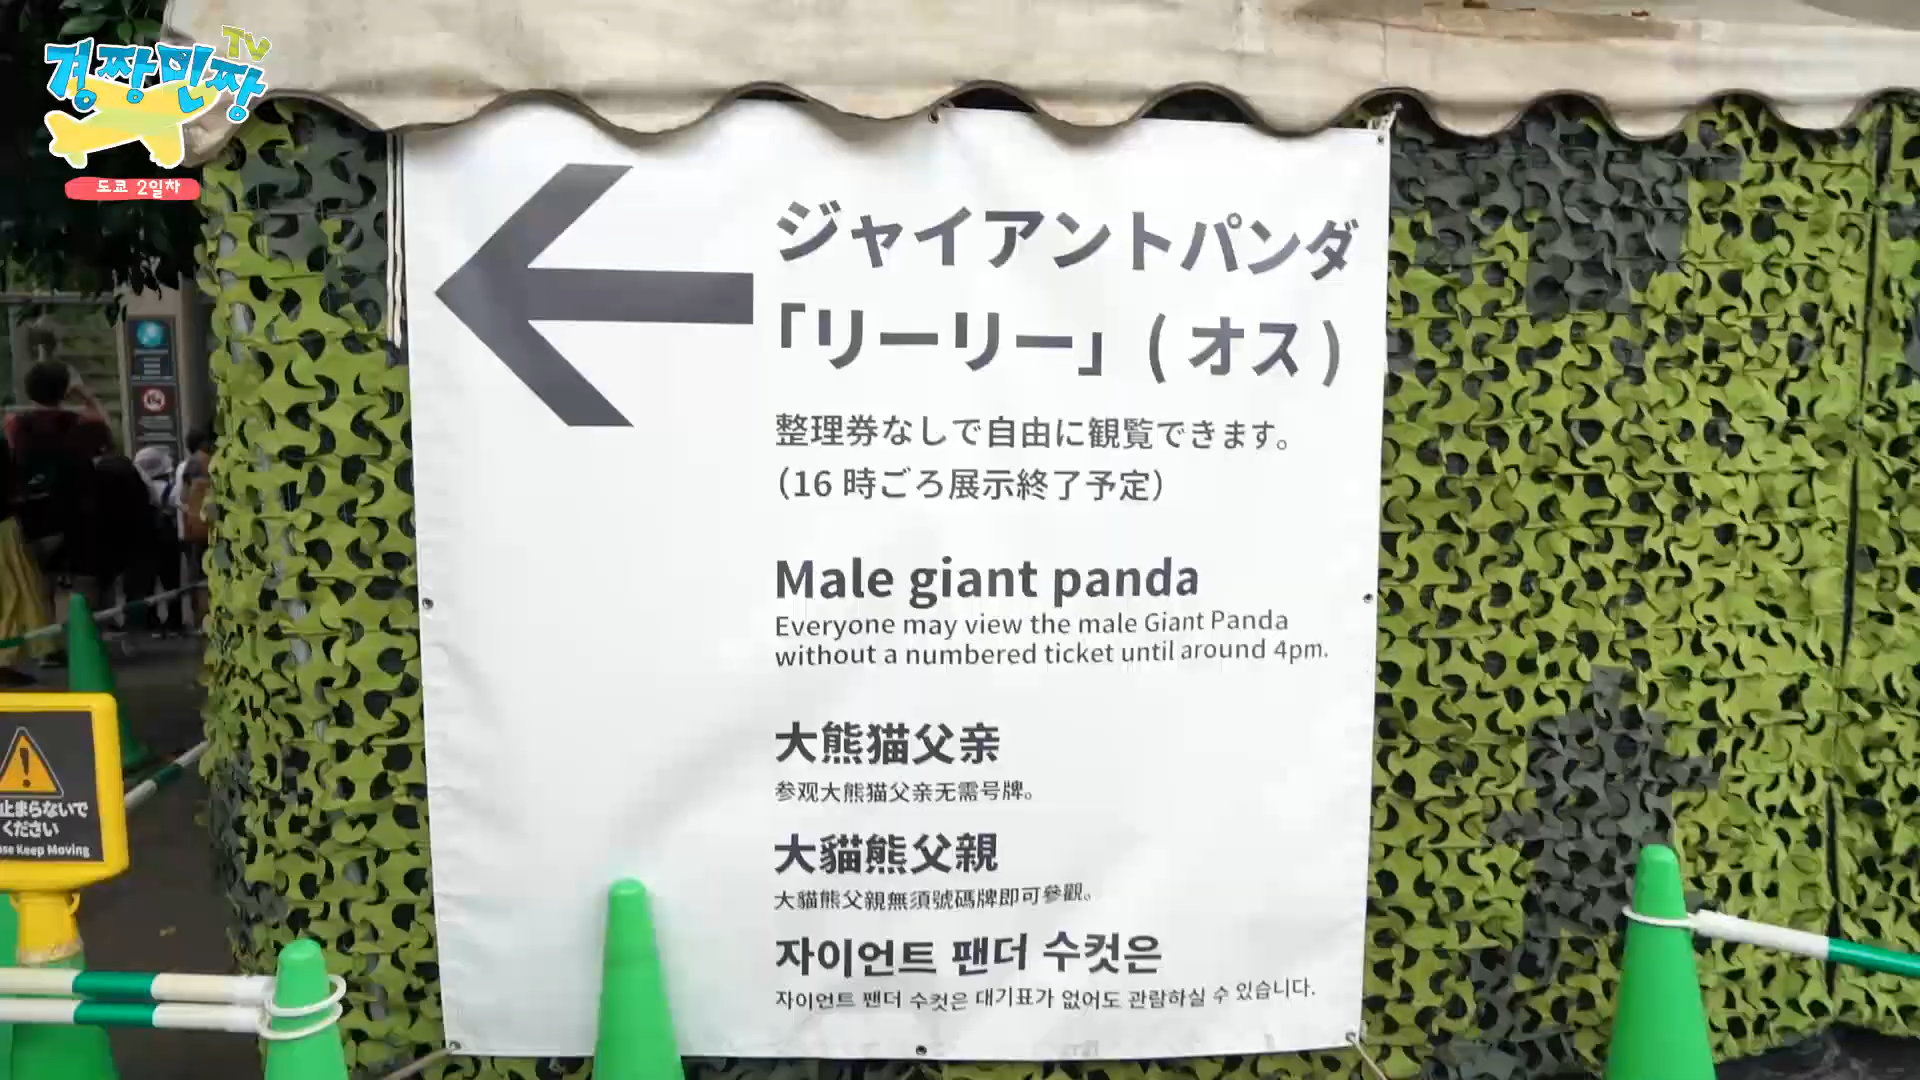 경짱민짱 TV
도쿄 2일차
ジャイアントパンダ
「リーリー」(オス)
整理券なしで自由に観覧できます。
(16 時ごろ展示終了予定)
Male giant panda
Everyone may view the male Giant Panda
without a numbered ticket until around 4pm.
大熊猫父亲
参观大熊猫父亲无需号牌。
大貓熊父親
大貓熊父親無須號碼牌即可參觀。
자이언트 팬더 수컷은
자이언트 팬더 수컷은 대기표가 없어도 관람하실 수 있습니다.
止まらないで
ください
Keep Moving